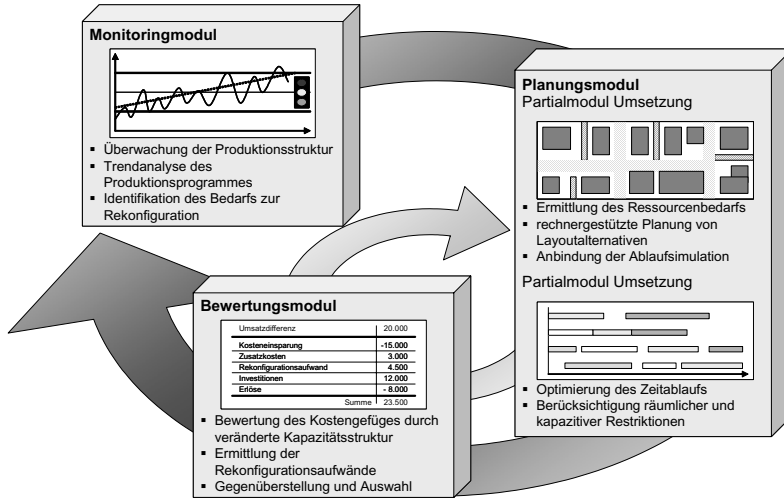 Monitoringmodul
▪ Überwachung der Produktionsstruktur
▪ Trendanalyse des
Produktionsprogrammes
▪ Identifikation des Bedarfs zur
Rekonfiguration
Planungsmodul
Partialmodul Umsetzung
▪ Ermittlung des Ressourcenbedarfs
▪ rechnergestützte Planung von
Layoutalternativen
▪ Anbindung der Ablaufsimulation
Partialmodul Umsetzung
▪ Optimierung des Zeitablaufs
▪ Berücksichtigung räumlicher und
kapazitiver Restriktionen
Bewertungsmodul
Umsatzdifferenz 20.000
Kosteneinsparung -15.000
Zusatzkosten 3.000
Rekonfigurationsaufwand 4.500
Investitionen 12.000
Erlöse - 8.000
Summe 23.500
▪ Bewertung des Kostengefüges durch
veränderte Kapazitätsstruktur
▪ Ermittlung der
Rekonfigurationsaufwände
▪ Gegenüberstellung und Auswahl